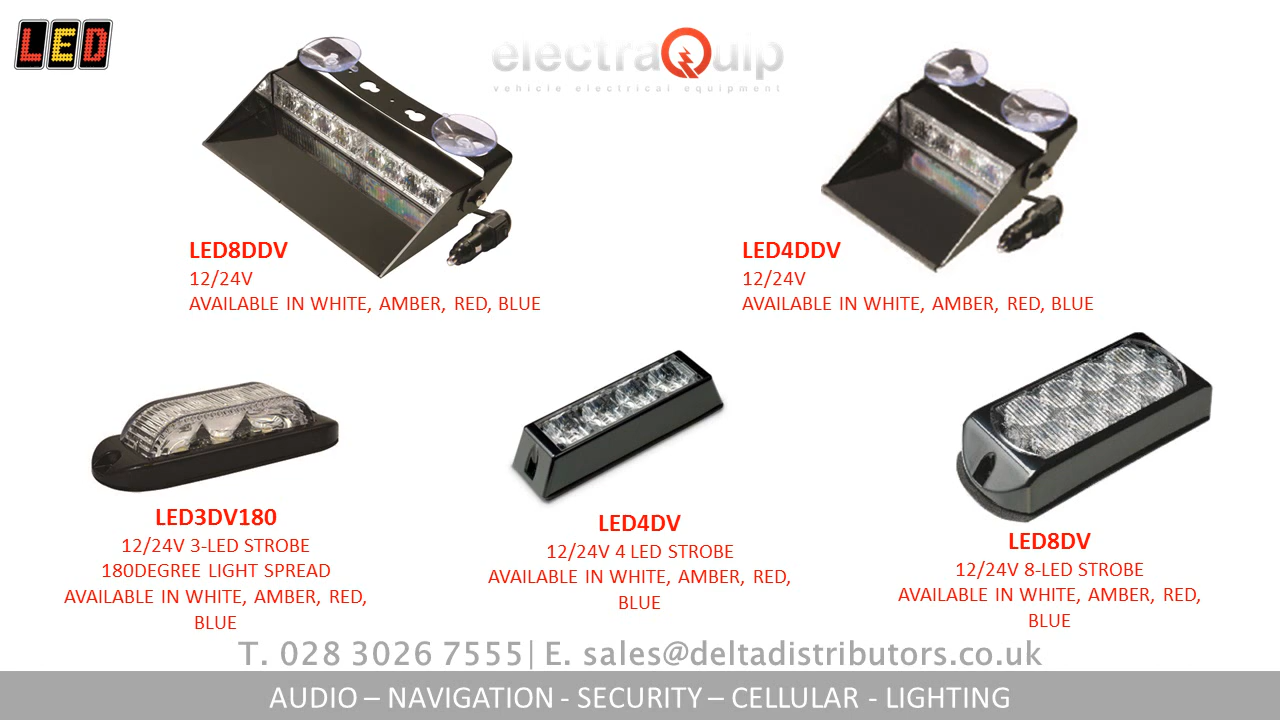 LED
electraQuip
vehicle electrical equipment
LED8DDV
12/24V
AVAILABLE IN WHITE, AMBER, RED, BLUE
LED4DDV
12/24V
AVAILABLE IN WHITE, AMBER, RED, BLUE
LED3DV180
12/24V 3-LED STROBE
180DEGREE LIGHT SPREAD
AVAILABLE IN WHITE, AMBER, RED,
BLUE
LED4DV
12/24V 4 LED STROBE
AVAILABLE IN WHITE, AMBER, RED,
BLUE
LED8DV
12/24V 8-LED STROBE
AVAILABLE IN WHITE, AMBER, RED,
BLUE
T. 028 3026 7555| E. sales@deltadistributors.co.uk
AUDIO – NAVIGATION - SECURITY – CELLULAR - LIGHTING